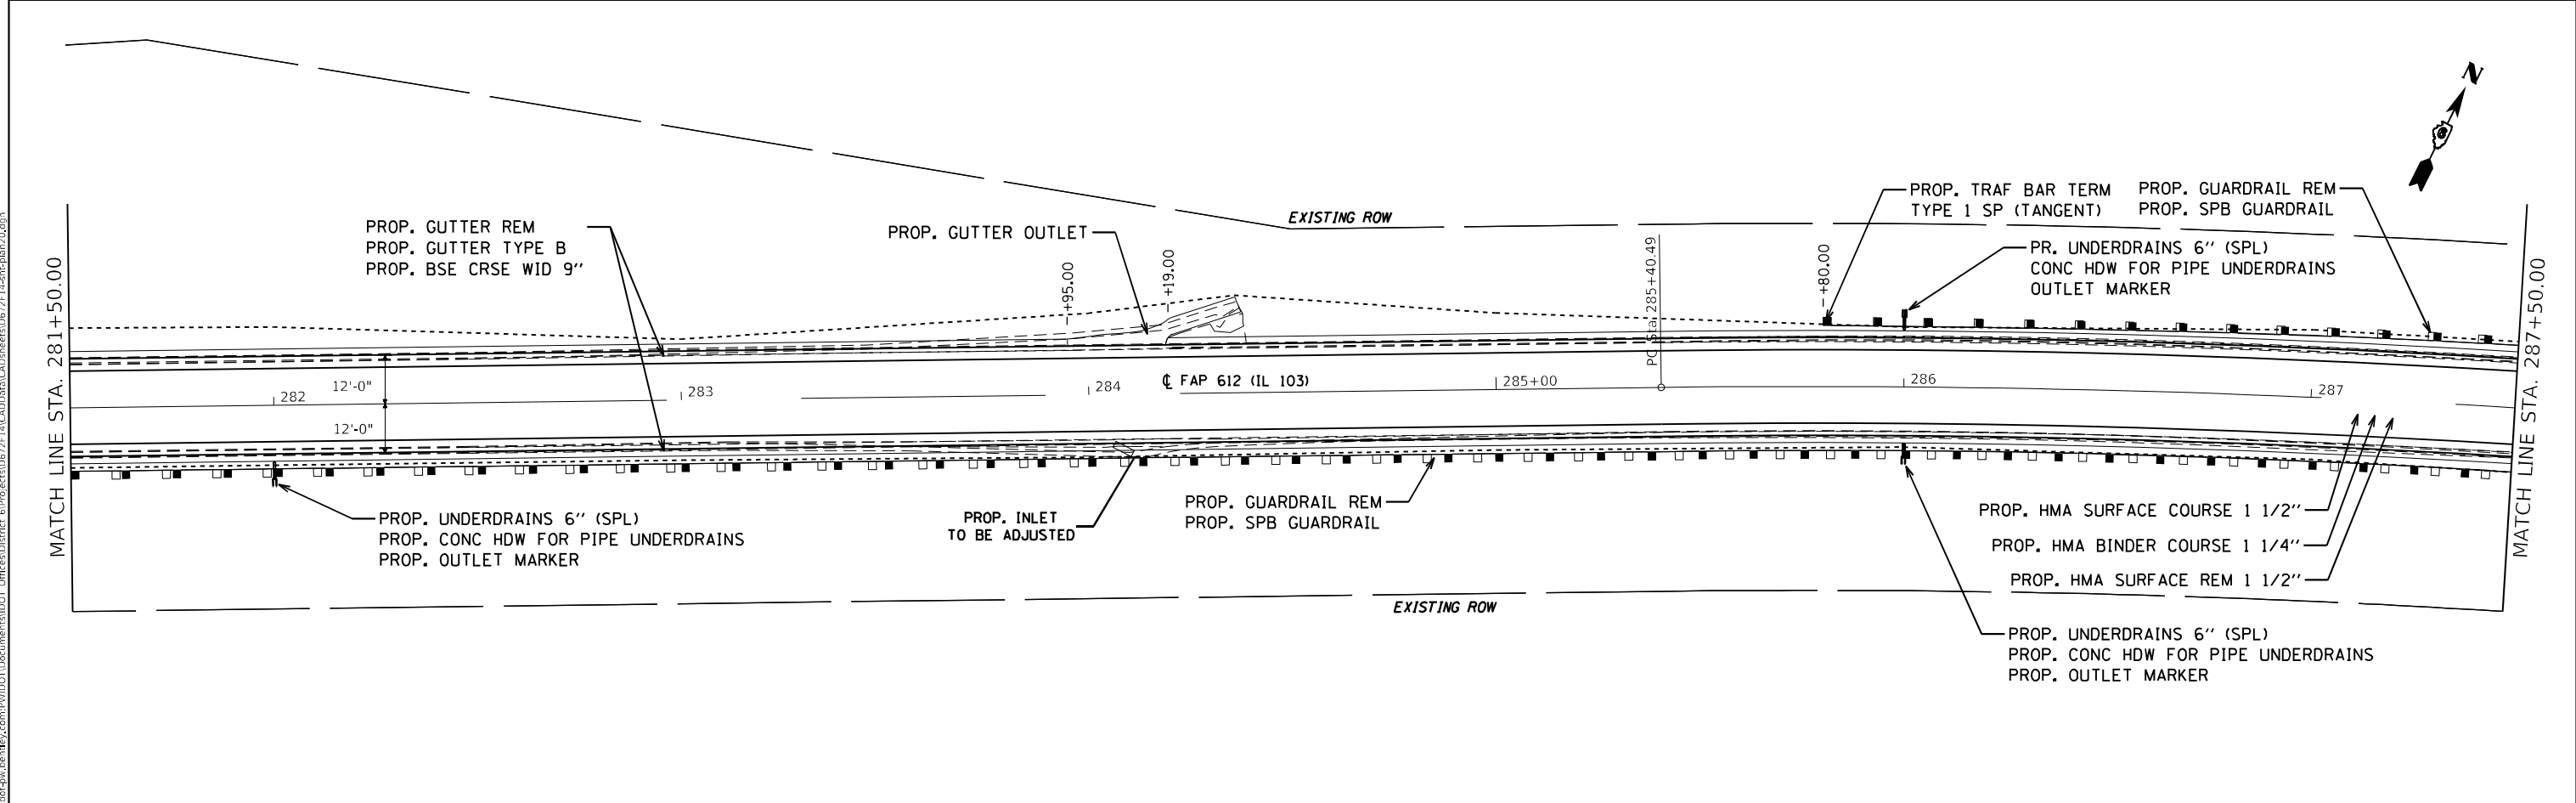 N
EXISTING ROW
PROP. TRAF BAR TERM
TYPE 1 SP (TANGENT)
PROP. GUARDRAIL REM
PROP. SPB GUARDRAIL
PROP. GUTTER REM
PROP. GUTTER TYPE B
PROP. BSE CRSE WID 9"
PROP. GUTTER OUTLET
PR. UNDERDRAINS 6" (SPL)
CONC HDW FOR PIPE UNDERDRAINS
OUTLET MARKER
+95.00
+19.00
PC Sta. 285+40.49
+80.00
MATCH LINE STA. 281+50.00
MATCH LINE STA. 287+50.00
12'-0"
12'-0"
282
283
284
℄ FAP 612 (IL 103)
285+00
286
287
PROP. UNDERDRAINS 6" (SPL)
PROP. CONC HDW FOR PIPE UNDERDRAINS
PROP. OUTLET MARKER
PROP. INLET
TO BE ADJUSTED
PROP. GUARDRAIL REM
PROP. SPB GUARDRAIL
PROP. HMA SURFACE COURSE 1 1/2"
PROP. HMA BINDER COURSE 1 1/4"
PROP. HMA SURFACE REM 1 1/2"
EXISTING ROW
PROP. UNDERDRAINS 6" (SPL)
PROP. CONC HDW FOR PIPE UNDERDRAINS
PROP. OUTLET MARKER